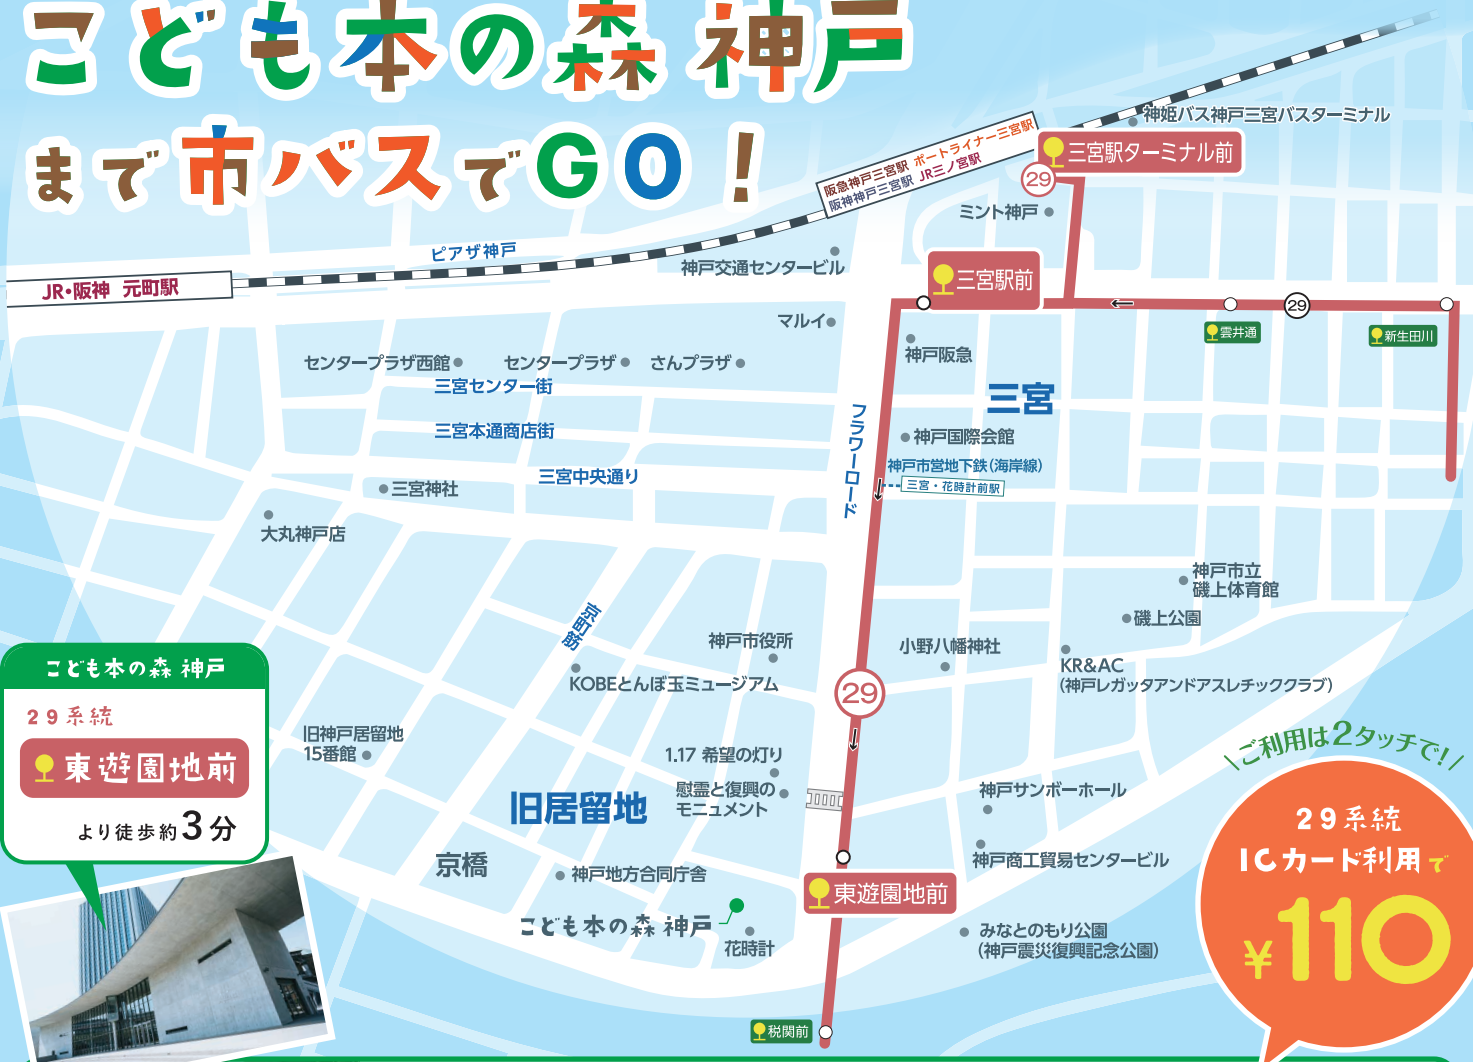 こども本の森 神戸
まで市バスでGO！
神姫バス神戸三宮バスターミナル
阪急神戸三宮駅 ポートライナー三宮駅
阪神神戸三宮駅 JR三ノ宮駅
三宮駅ターミナル前
29
ミント神戸
ピアザ神戸
神戸交通センタービル
三宮駅前
JR・阪神 元町駅
29
マルイ
雲井通
新生田川
神戸阪急
センタープラザ西館
センタープラザ
さんプラザ
三宮センター街
三宮
フラワーロード
三宮本通商店街
神戸国際会館
神戸市営地下鉄(海岸線)
三宮・花時計前駅
三宮中央通り
三宮神社
大丸神戸店
神戸市立
磯上体育館
磯上公園
京町筋
神戸市役所
小野八幡神社
KR&AC
(神戸レガッタアンドアスレチッククラブ)
KOBEとんぼ玉ミュージアム
29
こども本の森 神戸
29系統
東遊園地前
より徒歩約3分
旧神戸居留地
15番館
1.17 希望の灯り
慰霊と復興の
モニュメント
旧居留地
神戸サンボーホール
京橋
神戸地方合同庁舎
神戸商工貿易センタービル
東遊園地前
こども本の森 神戸
花時計
みなとのもり公園
(神戸震災復興記念公園)
税関前
ご利用は2タッチで!
29系統
ICカード利用で
¥110